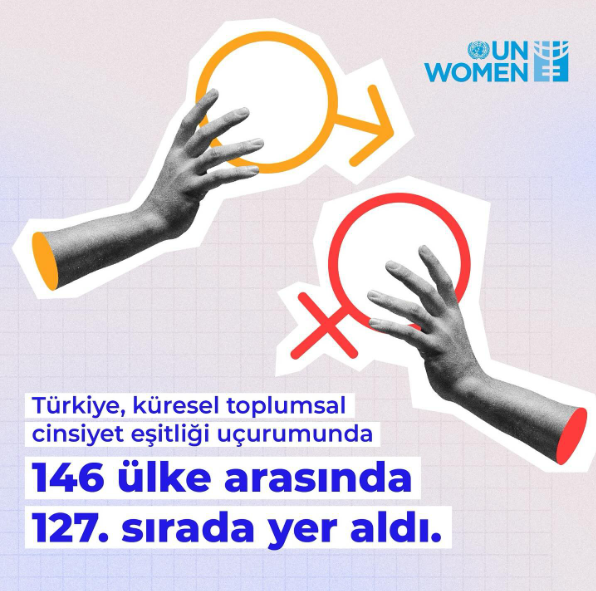 UN
WOMEN
Türkiye, küresel toplumsal
cinsiyet eşitliği uçurumunda
146 ülke arasında
127. sırada yer aldı.